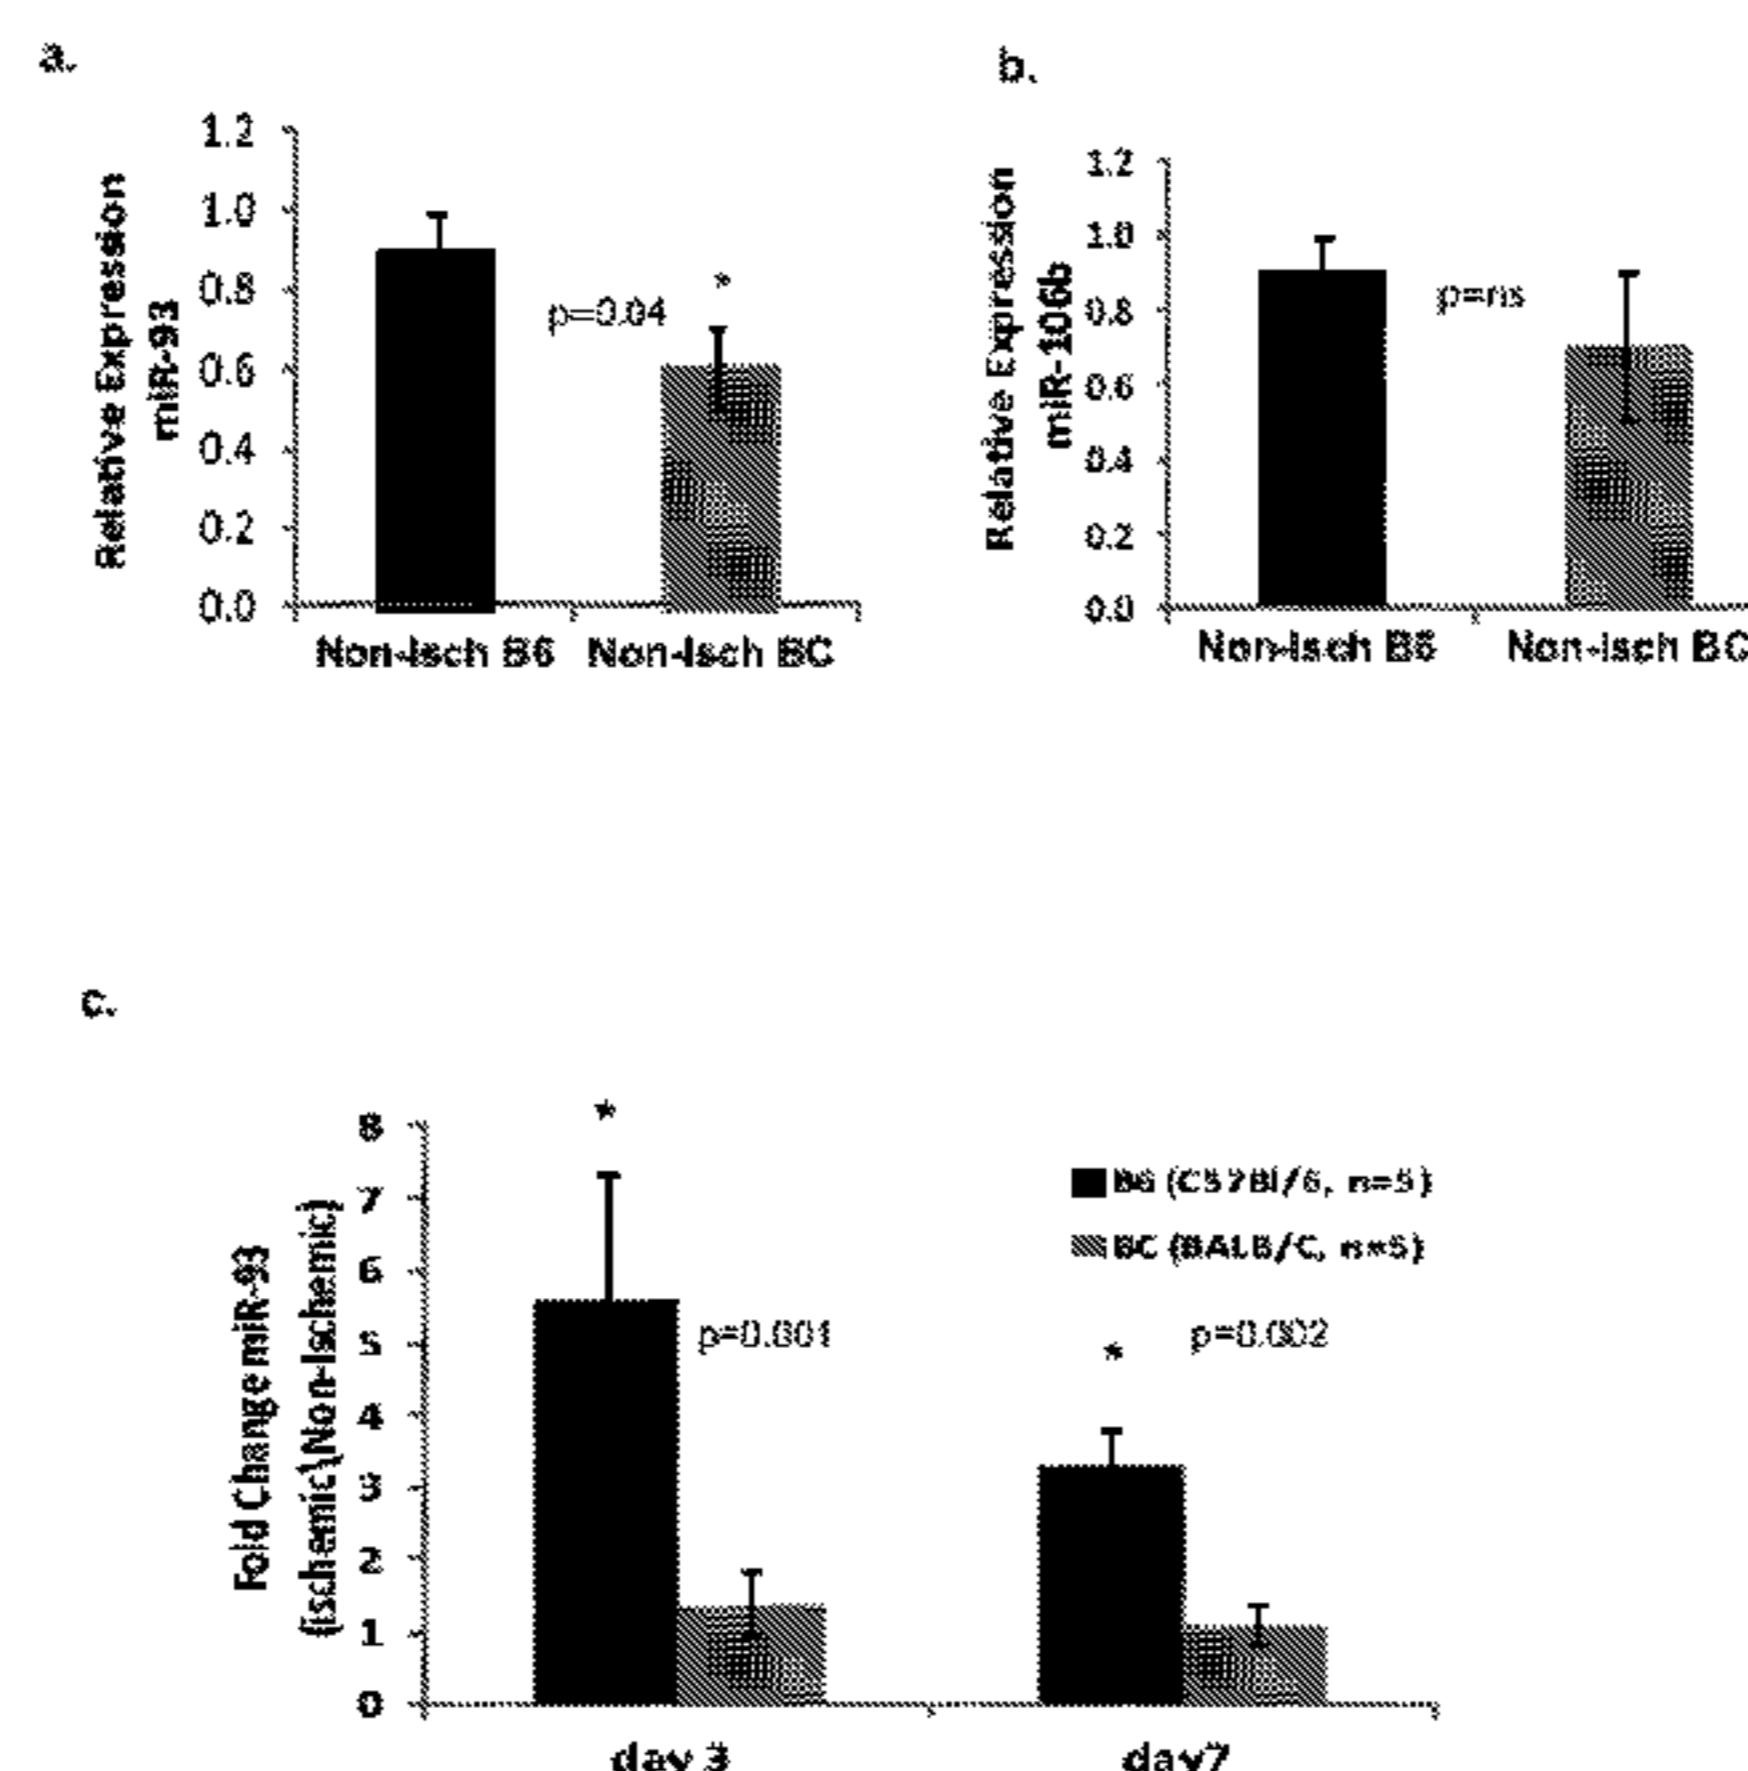 a.
Relative Expression
miR-93
1.2
1.0
0.8
0.6
0.4
0.2
0.0
p=0.04
*
Non-Isch B6 Non-Isch BC
b.
Relative Expression
miR-106b
1.2
1.0
0.8
0.6
0.4
0.2
0.0
p=ns
Non-Isch B6 Non-Isch BC
c.
Fold Change miR-93
(ischemic\Non-Ischemic)
8
7
6
5
4
3
2
1
0
*
p=0.001
*
p=0.002
B6 (C57Bl/6, n=5)
BC (BALB/C, n=5)
day 3 day7